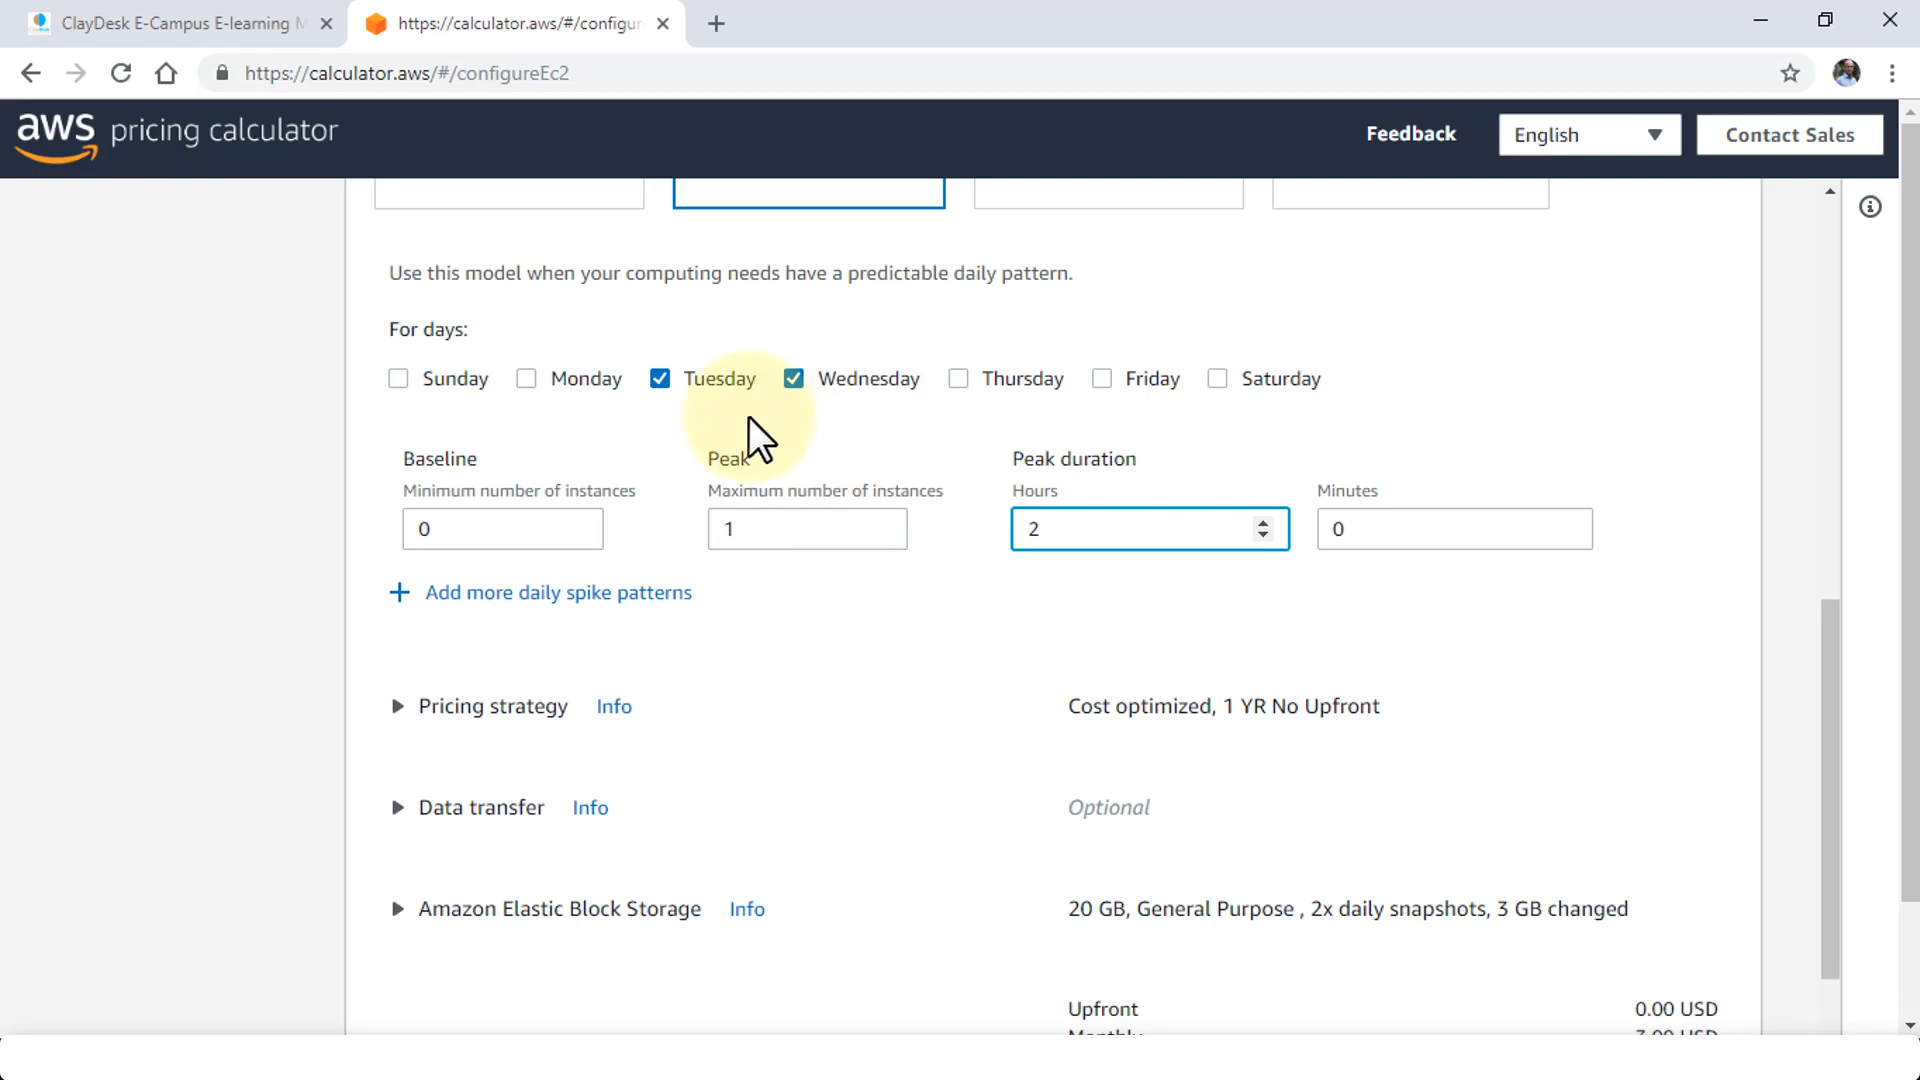 ClayDesk E-Campus E-learning M
https://calculator.aws/#/configur
https://calculator.aws/#/configureEc2
aws pricing calculator
Feedback
English
Contact Sales
Use this model when your computing needs have a predictable daily pattern.
For days:
Sunday Monday Tuesday Wednesday Thursday Friday Saturday
Baseline Peak Peak duration
Minimum number of instances Maximum number of instances Hours Minutes
0 1 2 0
+ Add more daily spike patterns
Pricing strategy Info Cost optimized, 1 YR No Upfront
Data transfer Info Optional
Amazon Elastic Block Storage Info 20 GB, General Purpose , 2x daily snapshots, 3 GB changed
Upfront 0.00 USD